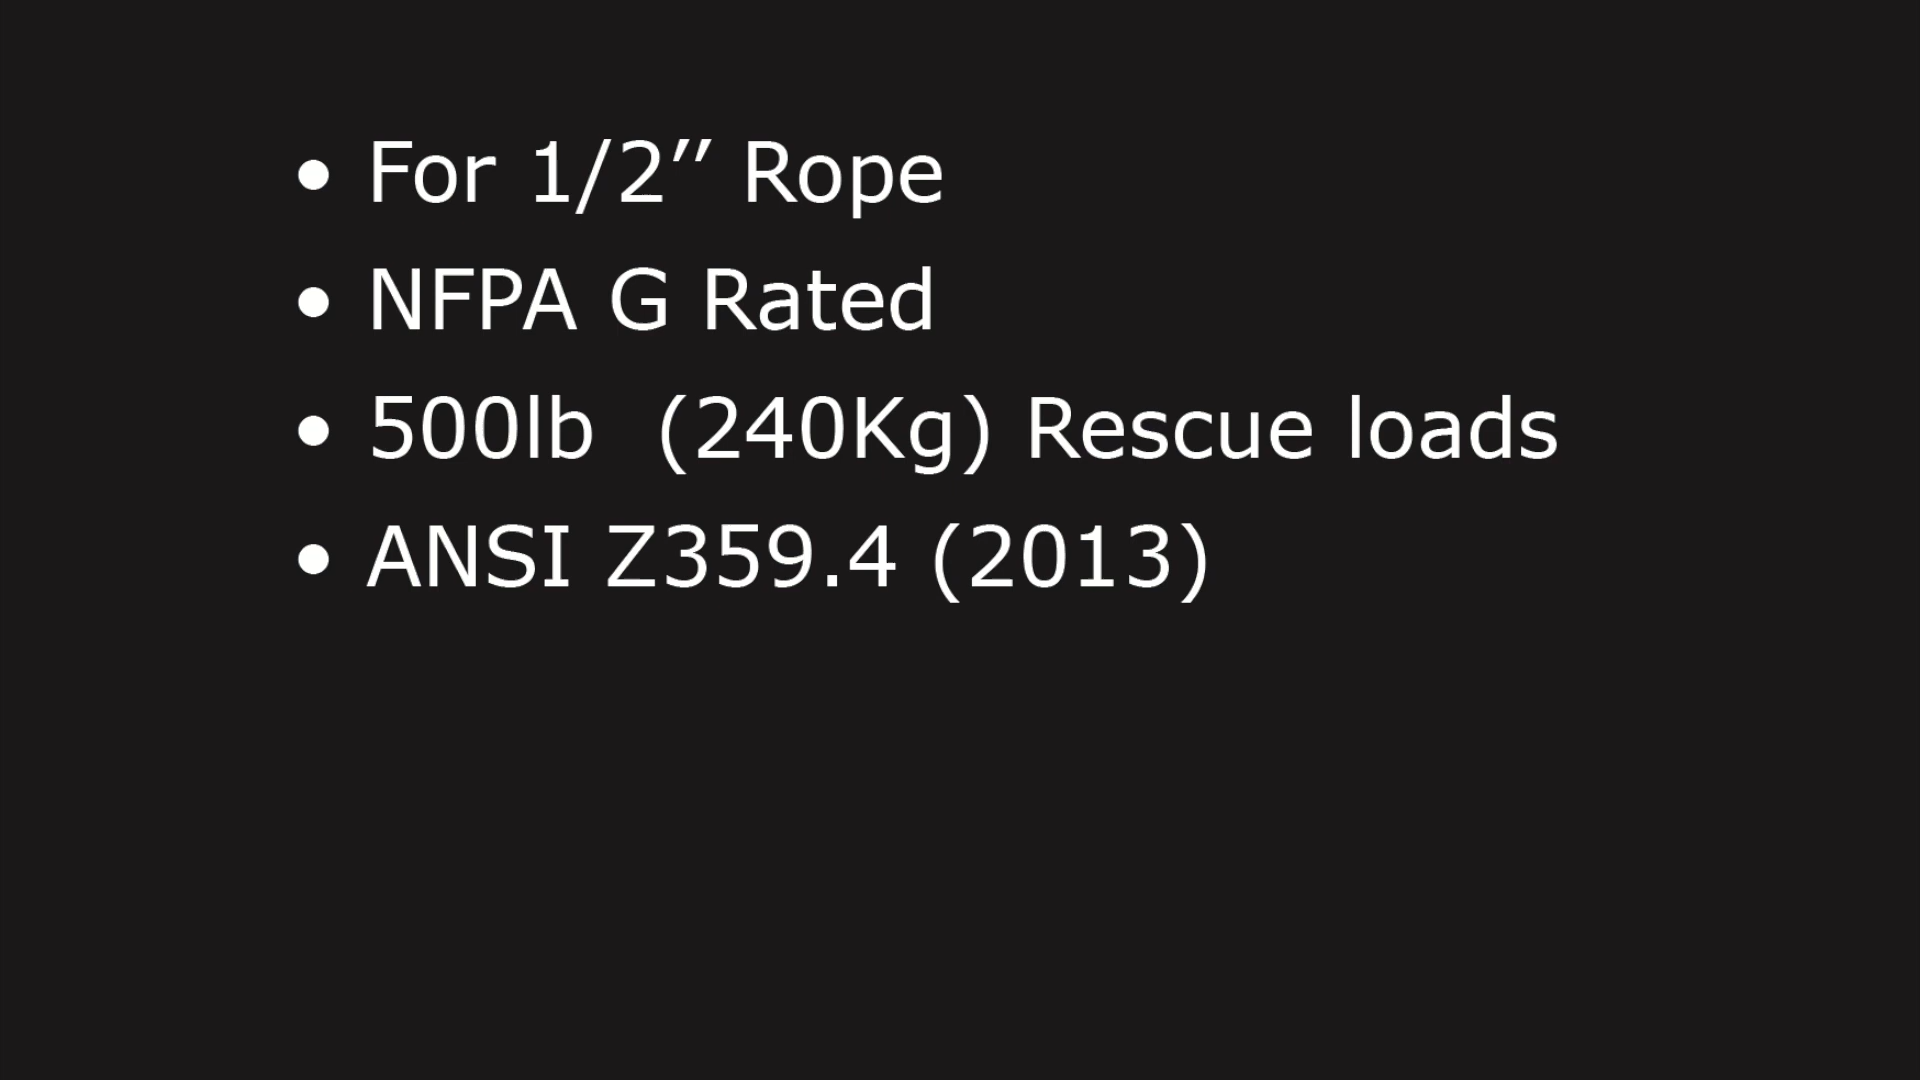 • For 1/2” Rope
• NFPA G Rated
• 500lb  (240Kg) Rescue loads
• ANSI Z359.4 (2013)